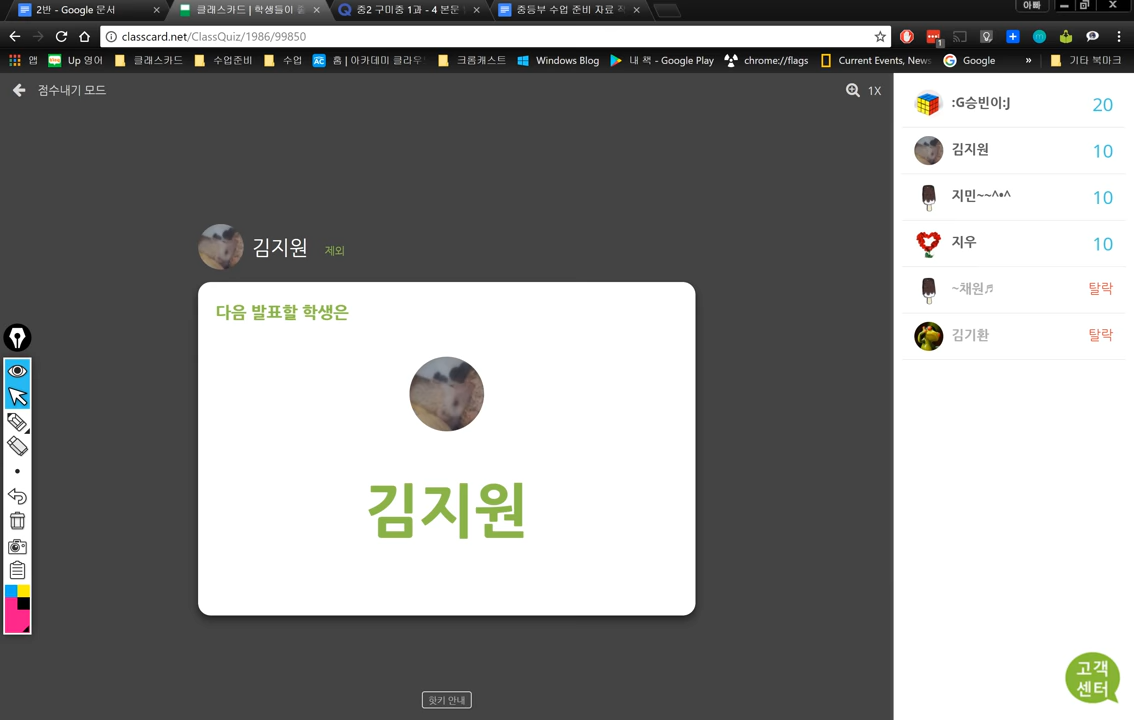 2반 - Google 문서
클래스카드 | 학생들이
중2 구미중 1과 - 4 본문
중등부 수업 준비 자료
아빠
classcard.net/ClassQuiz/1986/99850
앱
Up 영어
클래스카드
수업준비
수업
홈 | 아카데미 클라우
크롬캐스트
Windows Blog
내 책 - Google Play
chrome://flags
Current Events, News
Google
»
기타 북마크
점수내기 모드
1X
김지원 제외
다음 발표할 학생은
김지원
핫키 안내
:G승빈이:J 20
김지원 10
지민~~^•^ 10
지우 10
~채원♬ 탈락
김기환 탈락
고객
센터